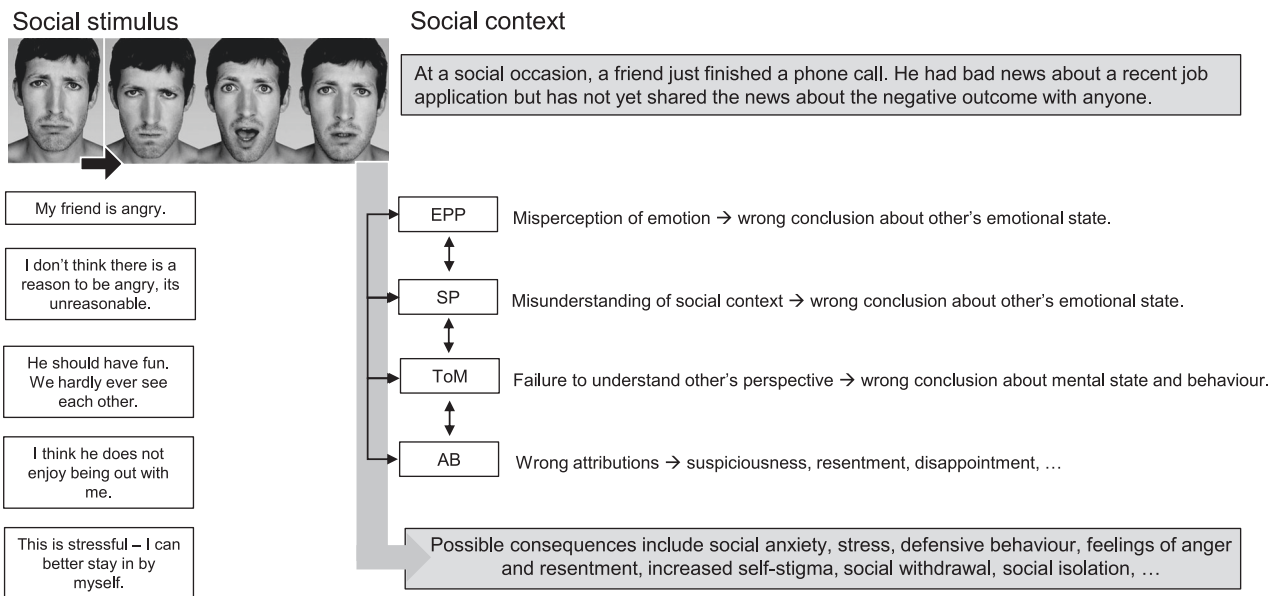 Social stimulus
Social context
At a social occasion, a friend just finished a phone call. He had bad news about a recent job
application but has not yet shared the news about the negative outcome with anyone.
My friend is angry.
EPP
Misperception of emotion → wrong conclusion about other's emotional state.
I don't think there is a
reason to be angry, its
unreasonable.
SP
Misunderstanding of social context → wrong conclusion about other's emotional state.
He should have fun.
We hardly ever see
each other.
ToM
Failure to understand other's perspective → wrong conclusion about mental state and behaviour.
I think he does not
enjoy being out with
me.
AB
Wrong attributions → suspiciousness, resentment, disappointment, …
This is stressful – I can
better stay in by
myself.
Possible consequences include social anxiety, stress, defensive behaviour, feelings of anger
and resentment, increased self-stigma, social withdrawal, social isolation, …